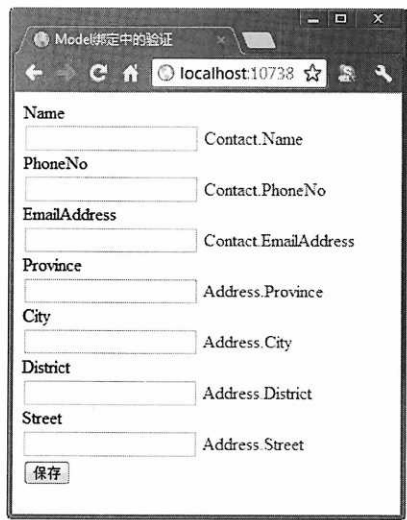 Model绑定中的验证
localhost:10738
Name
Contact.Name
PhoneNo
Contact.PhoneNo
EmailAddress
Contact.EmailAddress
Province
Address.Province
City
Address.City
District
Address.District
Street
Address.Street
保存